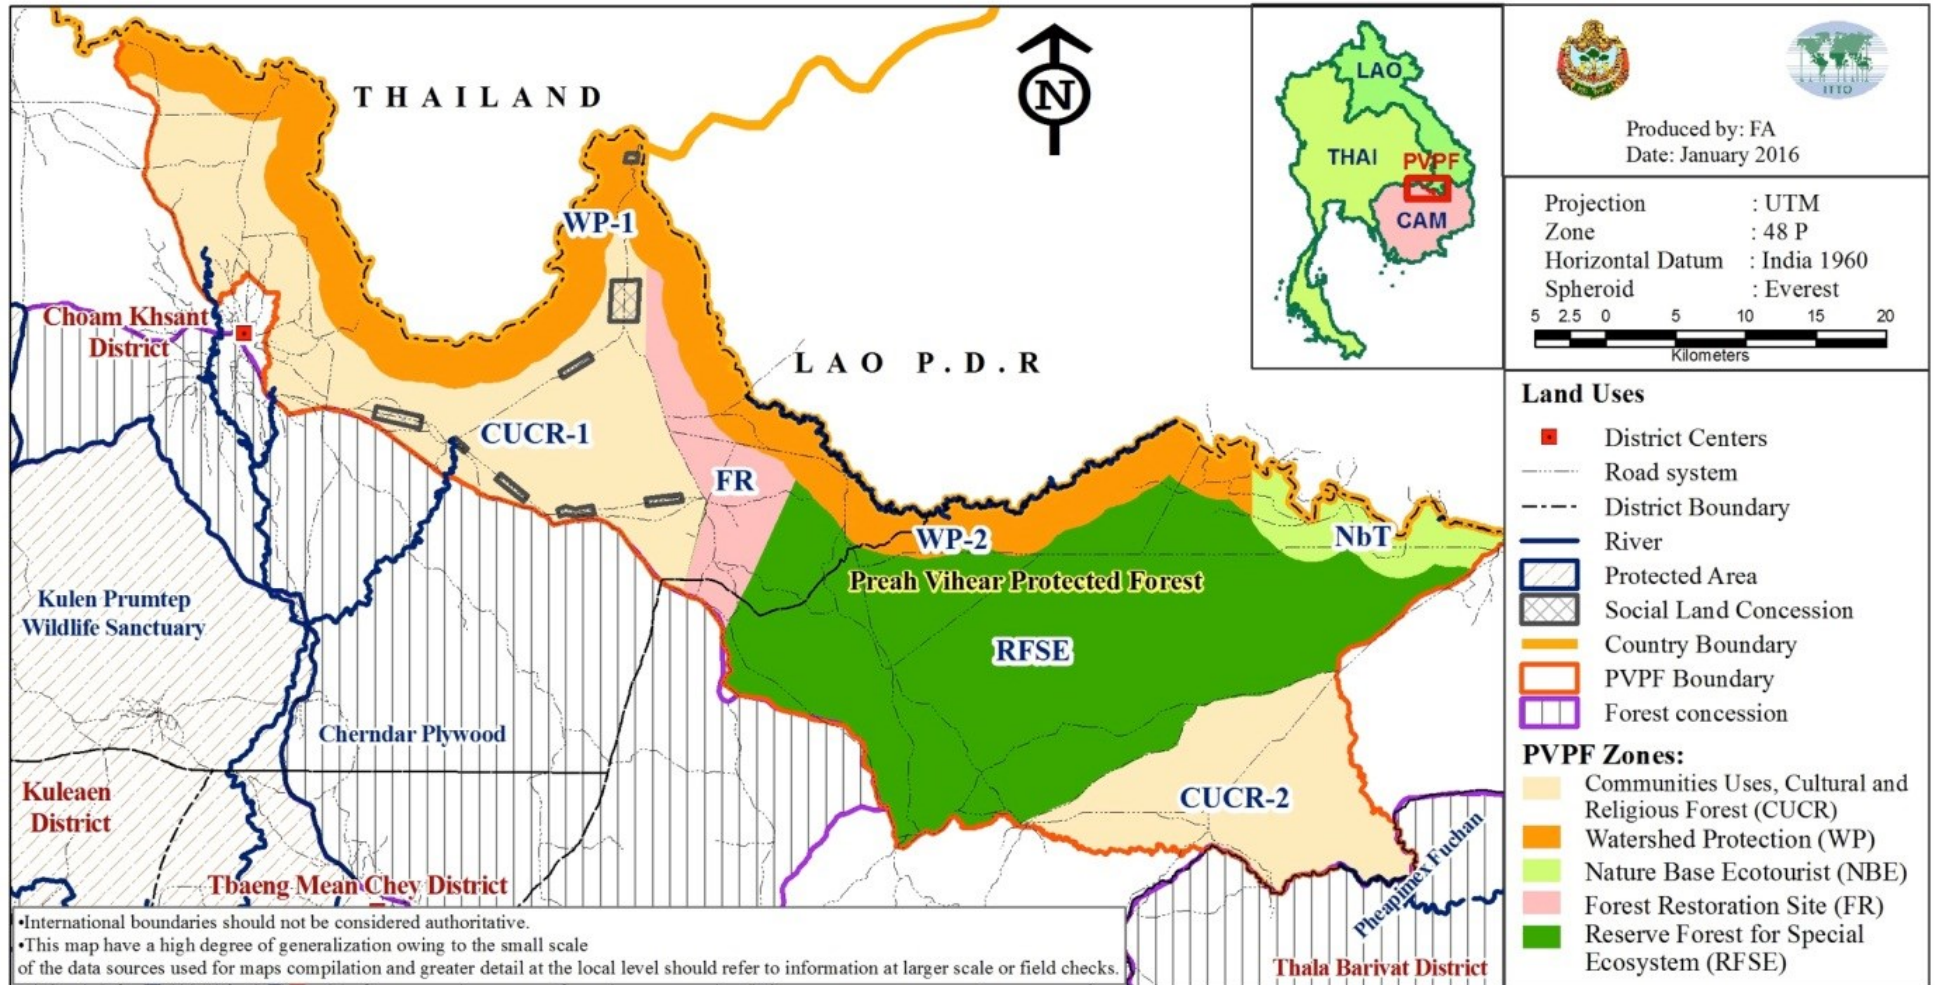 THAILAND
LAO P.D.R
N
WP-1
Choam Khsant
District
CUCR-1
FR
WP-2
NbT
Preah Vihear Protected Forest
RFSE
Kulen Prumtep
Wildlife Sanctuary
Cherndar Plywood
CUCR-2
Kuleaen
District
Tbaeng Mean Chey District
Pheapimex Fuchan
Thala Barivat District
•International boundaries should not be considered authoritative.
•This map have a high degree of generalization owing to the small scale
of the data sources used for maps compilation and greater detail at the local level should refer to information at larger scale or field checks.
LAO
THAI
PVPF
CAM
ITTO
Produced by: FA
Date: January 2016
Projection : UTM
Zone : 48 P
Horizontal Datum : India 1960
Spheroid : Everest
5 2.5 0 5 10 15 20
Kilometers
Land Uses
District Centers
Road system
District Boundary
River
Protected Area
Social Land Concession
Country Boundary
PVPF Boundary
Forest concession
PVPF Zones:
Communities Uses, Cultural and
Religious Forest (CUCR)
Watershed Protection (WP)
Nature Base Ecotourist (NBE)
Forest Restoration Site (FR)
Reserve Forest for Special
Ecosystem (RFSE)